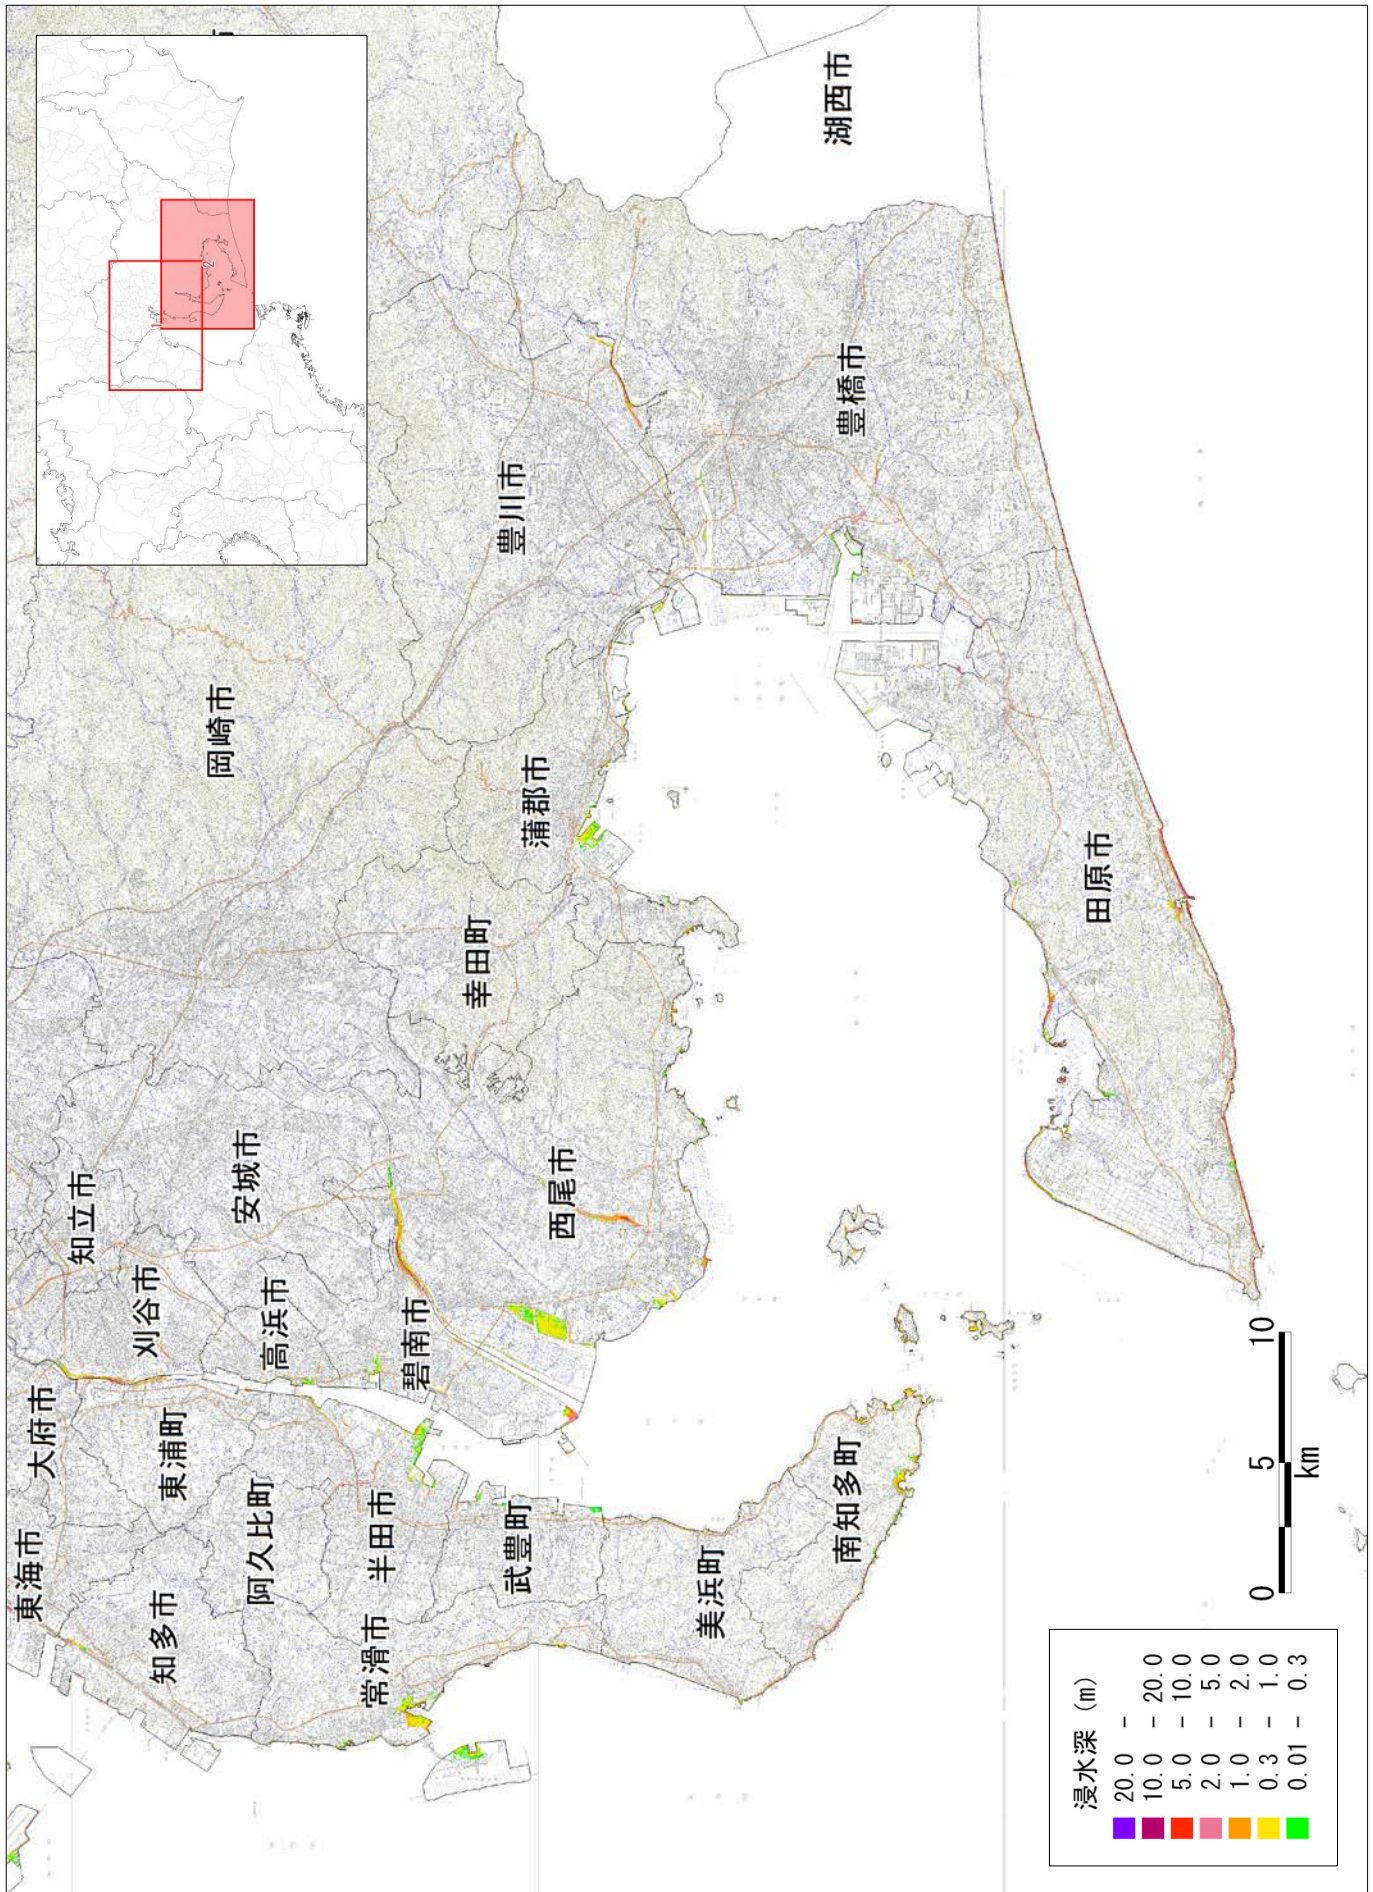 1
2
湖西市
豊橋市
豊川市
岡崎市
蒲郡市
田原市
幸田町
西尾市
安城市
知立市
刈谷市
高浜市
碧南市
大府市
東浦町
阿久比町
半田市
武豊町
南知多町
美浜町
東海市
知多市
常滑市
0 5 10
km
浸水深 (m)
20.0 -
10.0 - 20.0
5.0 - 10.0
2.0 - 5.0
1.0 - 2.0
0.3 - 1.0
0.01 - 0.3